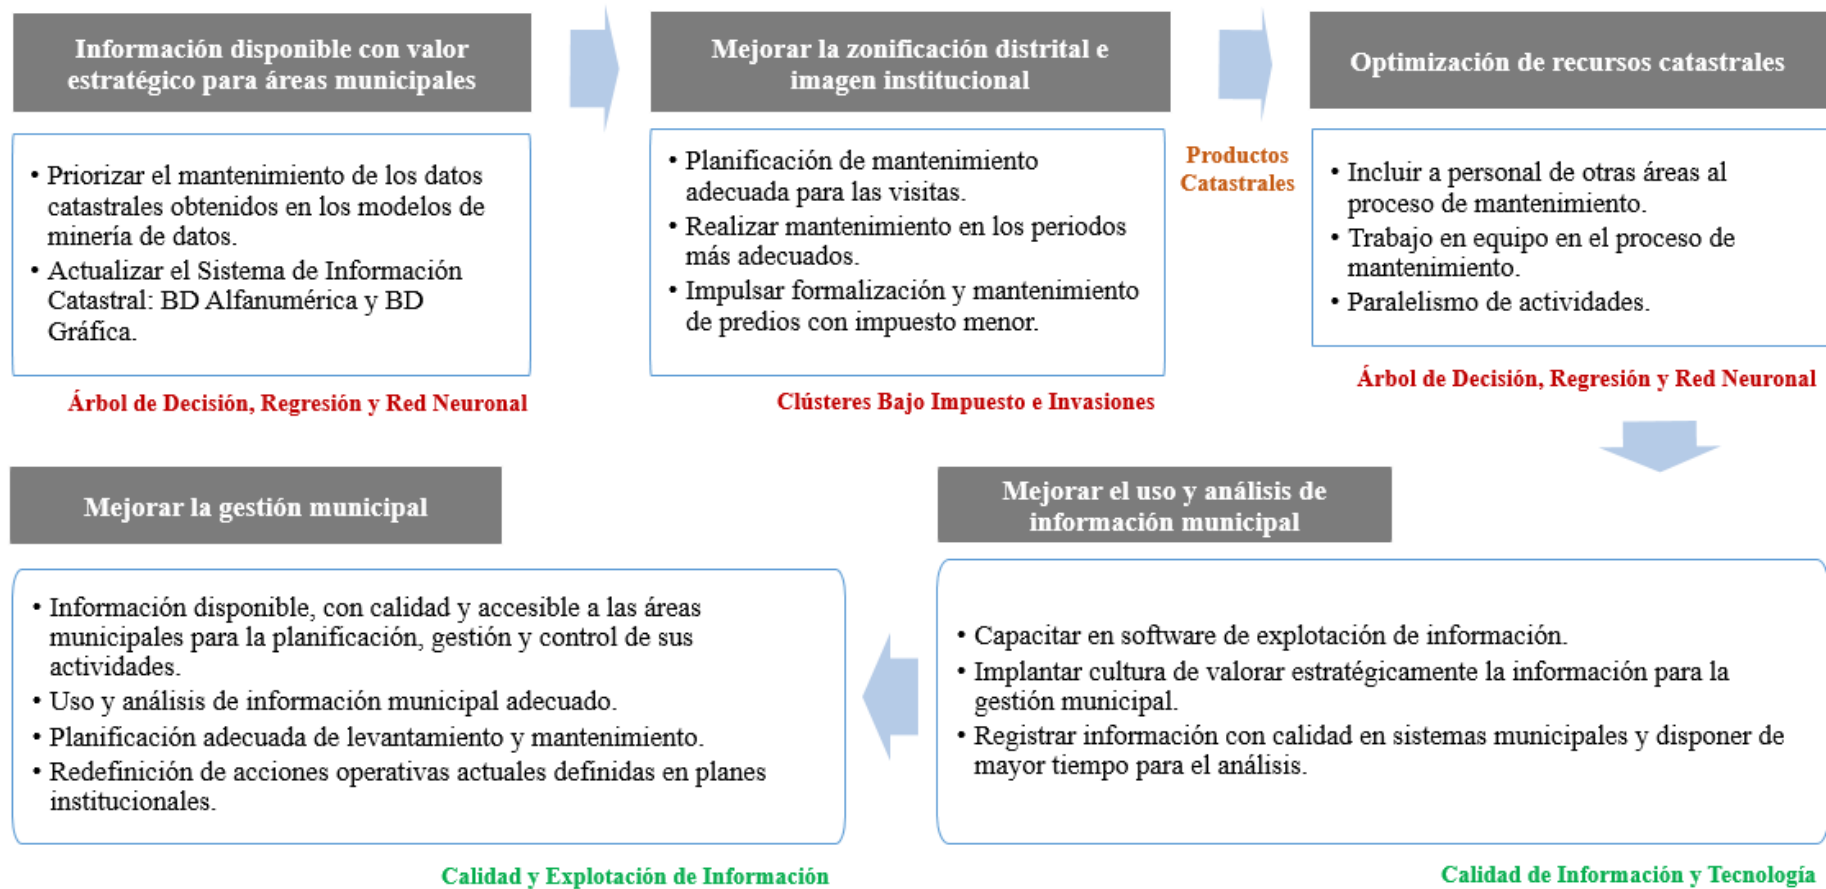 Información disponible con valor
estratégico para áreas municipales
• Priorizar el mantenimiento de los datos
catastrales obtenidos en los modelos de
minería de datos.
• Actualizar el Sistema de Información
Catastral: BD Alfanumérica y BD
Gráfica.
Árbol de Decisión, Regresión y Red Neuronal
Mejorar la zonificación distrital e
imagen institucional
• Planificación de mantenimiento
adecuada para las visitas.
• Realizar mantenimiento en los periodos
más adecuados.
• Impulsar formalización y mantenimiento
de predios con impuesto menor.
Clústeres Bajo Impuesto e Invasiones
Productos
Catastrales
Optimización de recursos catastrales
• Incluir a personal de otras áreas al
proceso de mantenimiento.
• Trabajo en equipo en el proceso de
mantenimiento.
• Paralelismo de actividades.
Árbol de Decisión, Regresión y Red Neuronal
Mejorar el uso y análisis de
información municipal
• Capacitar en software de explotación de información.
• Implantar cultura de valorar estratégicamente la información para la
gestión municipal.
• Registrar información con calidad en sistemas municipales y disponer de
mayor tiempo para el análisis.
Calidad de Información y Tecnología
Mejorar la gestión municipal
• Información disponible, con calidad y accesible a las áreas
municipales para la planificación, gestión y control de sus
actividades.
• Uso y análisis de información municipal adecuado.
• Planificación adecuada de levantamiento y mantenimiento.
• Redefinición de acciones operativas actuales definidas en planes
institucionales.
Calidad y Explotación de Información